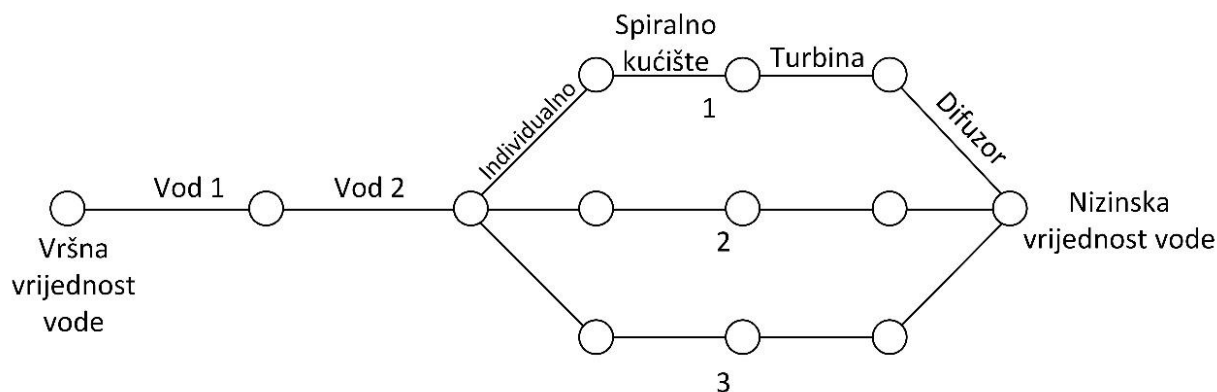 Spiralno
kućište
Turbina
1
Individualno
Difuzor
Vod 1
Vod 2
Vršna
vrijednost
vode
2
Nizinska
vrijednost vode
3